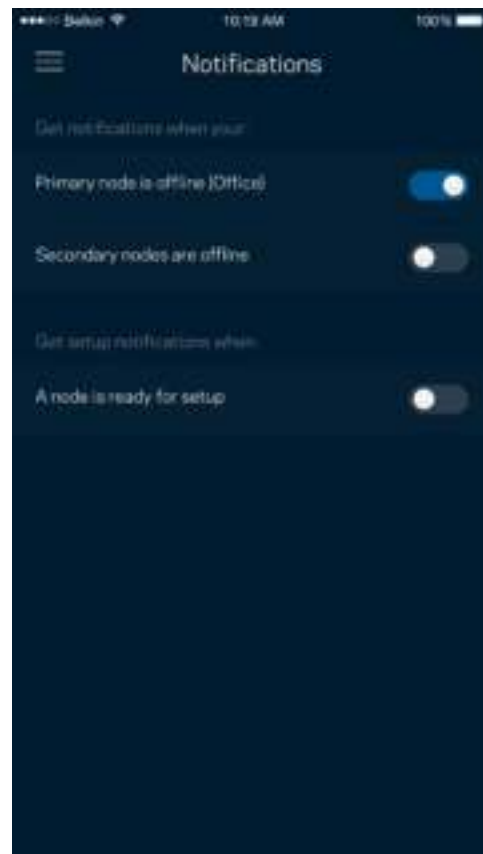 Belkin 10:19 AM 100%
Notifications
Get notifications when your:
Primary node is offline (Office)
Secondary nodes are offline
Get setup notifications when:
A node is ready for setup